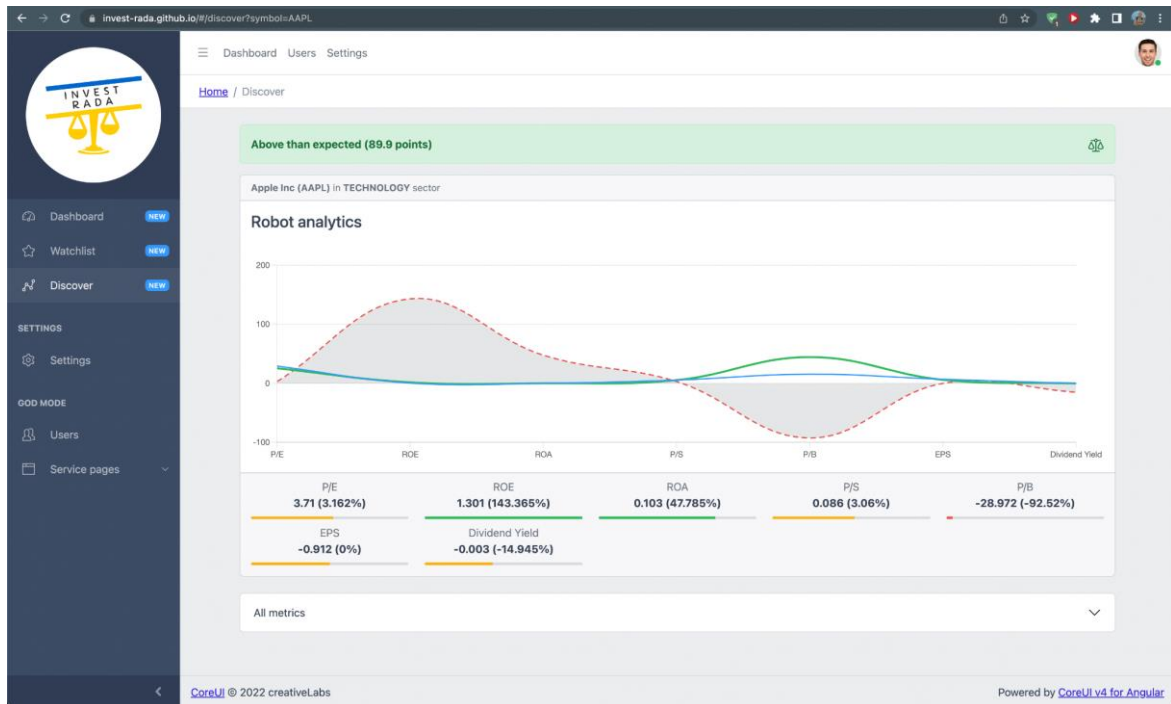 invest-rada.github.io/#/discover?symbol=AAPL
INVEST
RADA
Dashboard Users Settings
Home / Discover
Dashboard NEW
Watchlist NEW
Discover NEW
SETTINGS
Settings
GOD MODE
Users
Service pages
Above than expected (89.9 points)
Apple Inc (AAPL) in TECHNOLOGY sector
Robot analytics
200
100
0
-100
P/E ROE ROA P/S P/B EPS Dividend Yield
P/E ROE ROA P/S P/B
3.71 (3.162%) 1.301 (143.365%) 0.103 (47.785%) 0.086 (3.06%) -28.972 (-92.52%)
EPS Dividend Yield
-0.912 (0%) -0.003 (-14.945%)
All metrics
CoreUI © 2022 creativeLabs
Powered by CoreUI v4 for Angular